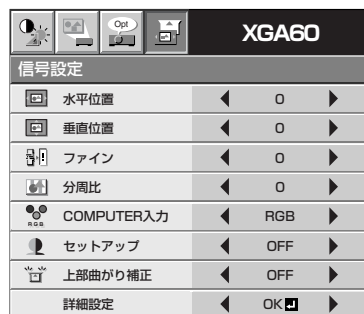 Opt
XGA60
信号設定
水平位置 0
垂直位置 0
ファイン 0
分周比 0
RGB COMPUTER入力 RGB
セットアップ OFF
上部曲がり補正 OFF
詳細設定 OK